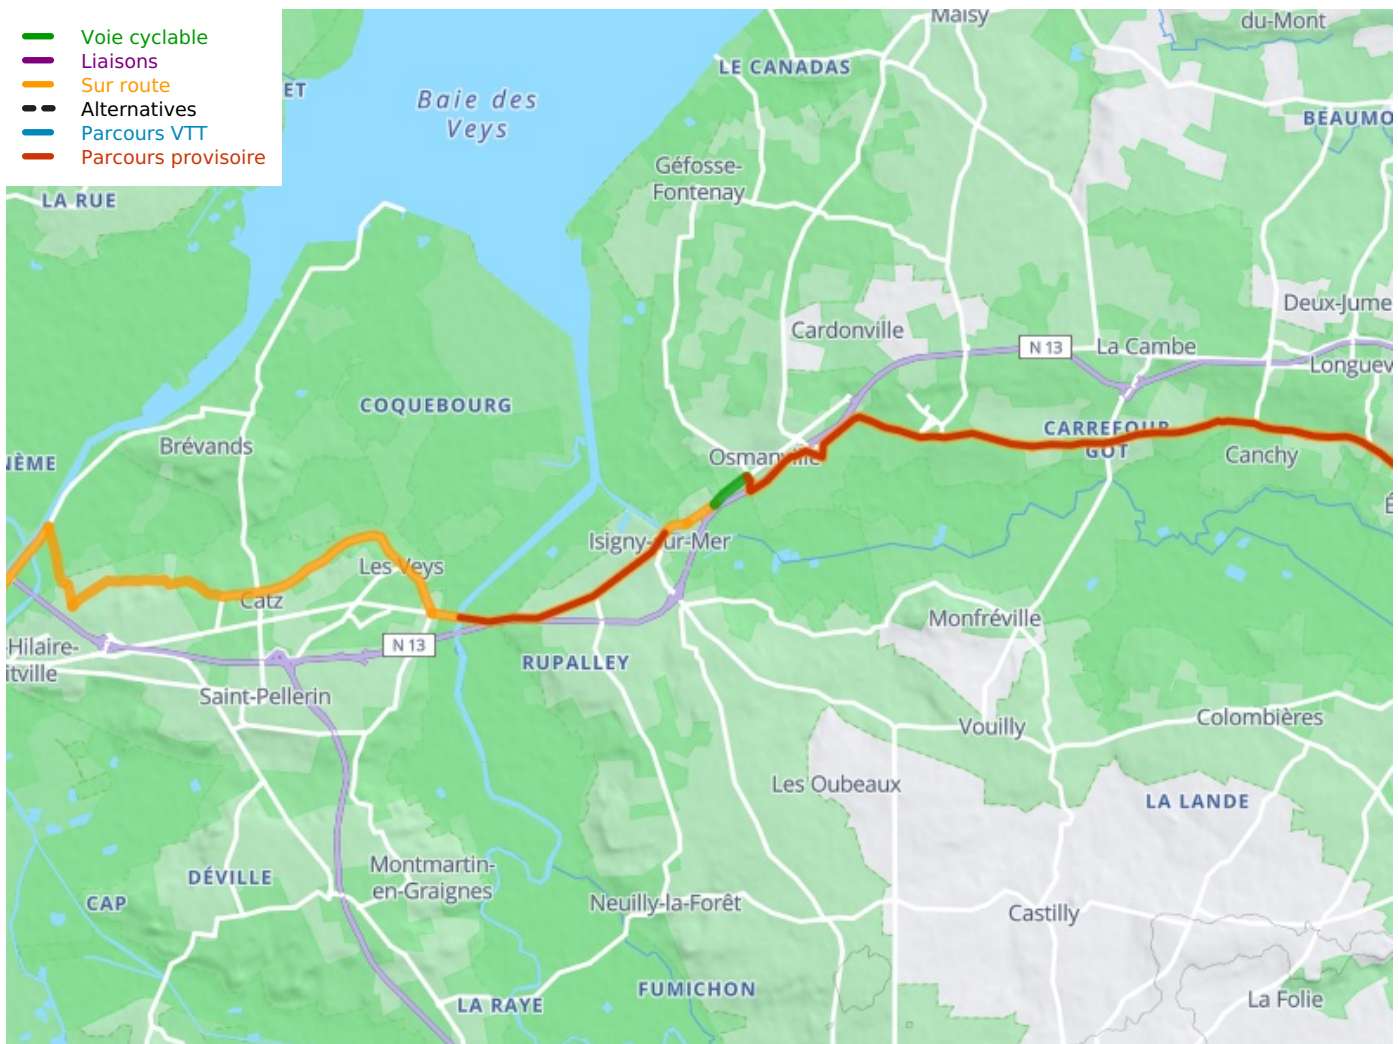 Voie cyclable
Liaisons
Sur route
Alternatives
Parcours VTT
Parcours provisoire
Maisy
du-Mont
LE CANADAS
ET
Baie des
Veys
BEAUMO
Géfosse-
Fontenay
LA RUE
Deux-Jume
Cardonville
N 13
La Cambe
Longuev
COQUEBOURG
CARREFOUR
GOT
Brévands
Osmanville
Canchy
NÈME
É
Isigny-sur-Mer
Les Veys
Catz
Monfréville
N 13
-Hilaire-
itville
RUPALLEY
Saint-Pellerin
Colombières
Vouilly
Les Oubeaux
LA LANDE
Montmartin-
en-Graignes
DÉVILLE
CAP
Neuilly-la-Forêt
Castilly
FUMICHON
LA RAYE
La Folie